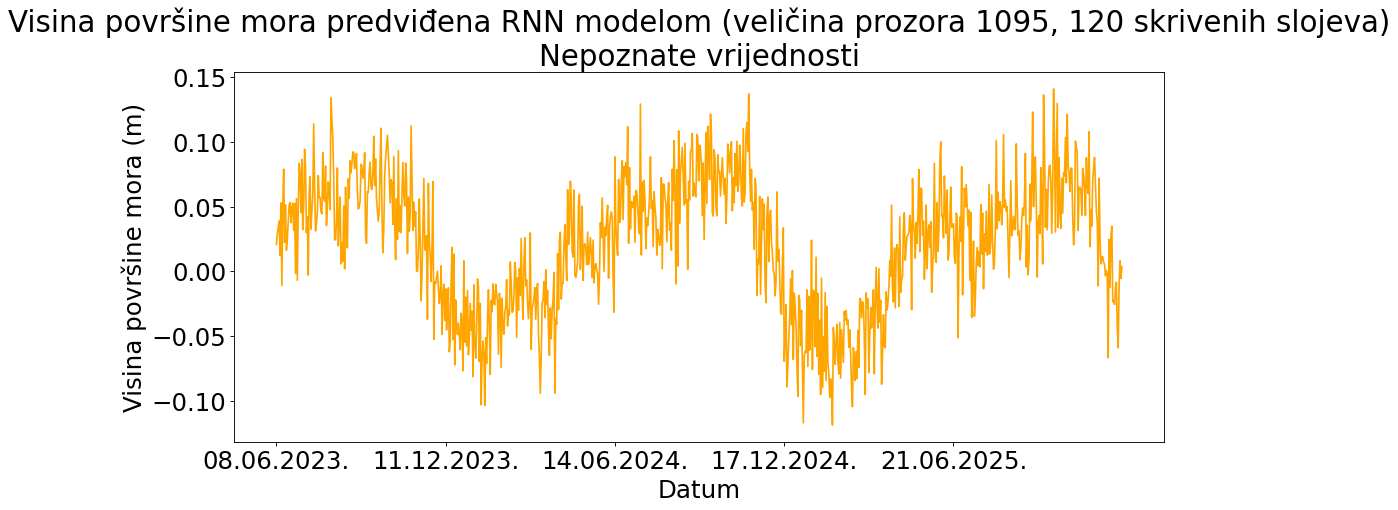 Visina površine mora predviđena RNN modelom (veličina prozora 1095, 120 skrivenih slojeva)
Nepoznate vrijednosti
Visina površine mora (m)
0.15
0.10
0.05
0.00
−0.05
−0.10
08.06.2023. 11.12.2023. 14.06.2024. 17.12.2024. 21.06.2025.
Datum